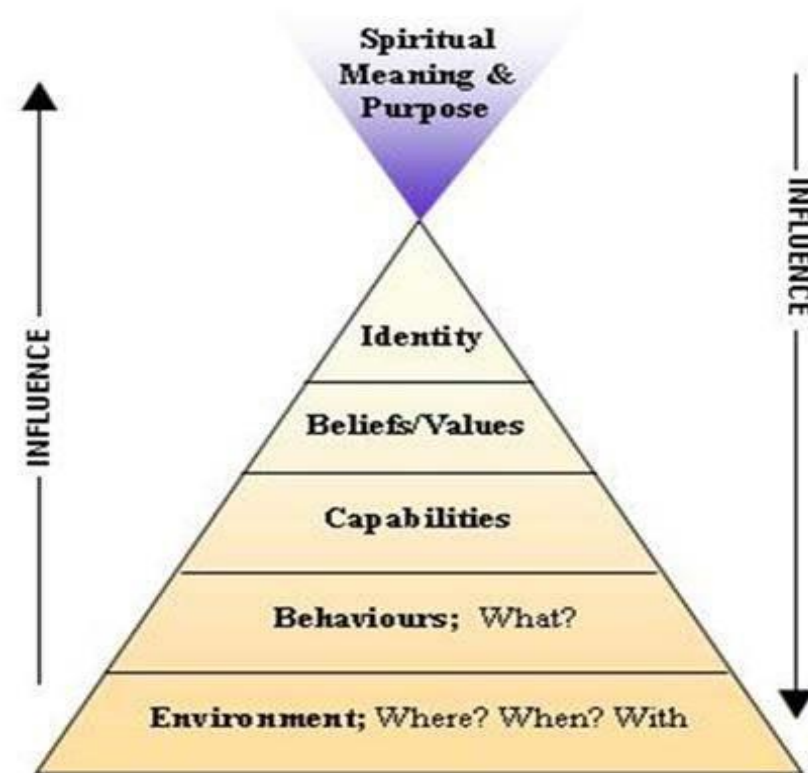 Spiritual
Meaning &
Purpose
INFLUENCE
INFLUENCE
Identity
Beliefs/Values
Capabilities
Behaviours; What?
Environment; Where? When? With